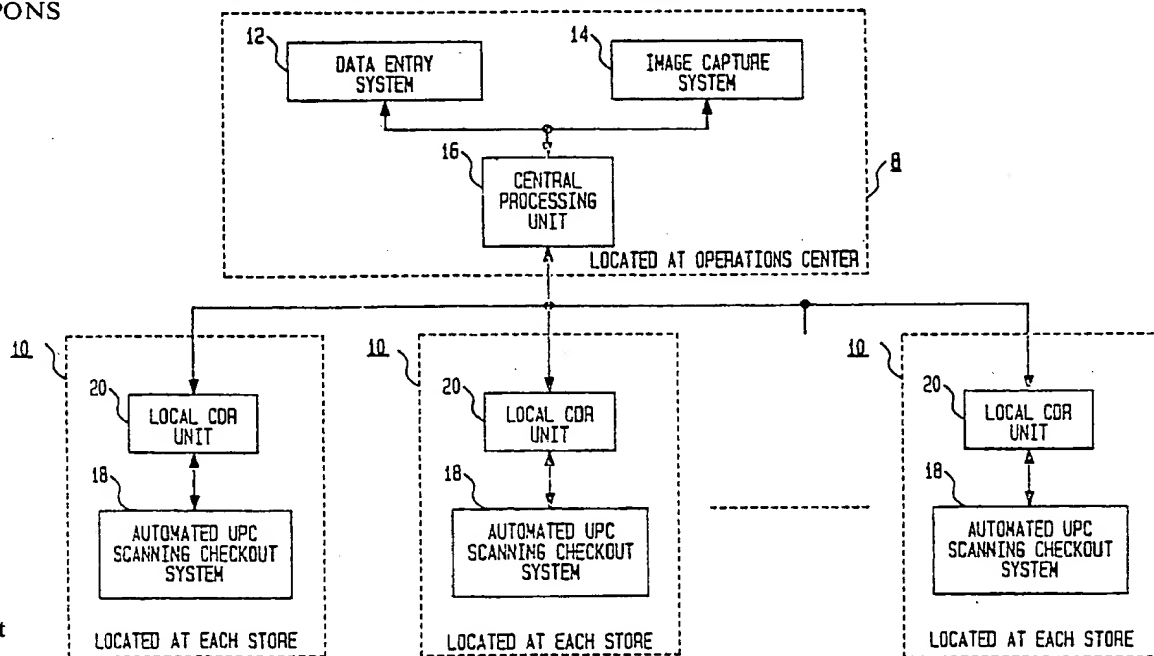 PONS
12
DATA ENTRY
SYSTEM
14
IMAGE CAPTURE
SYSTEM
16
CENTRAL
PROCESSING
UNIT
8
LOCATED AT OPERATIONS CENTER
10
20
LOCAL CDR
UNIT
18
AUTOMATED UPC
SCANNING CHECKOUT
SYSTEM
LOCATED AT EACH STORE
10
20
LOCAL CDR
UNIT
18
AUTOMATED UPC
SCANNING CHECKOUT
SYSTEM
LOCATED AT EACH STORE
10
20
LOCAL CDR
UNIT
18
AUTOMATED UPC
SCANNING CHECKOUT
SYSTEM
LOCATED AT EACH STORE
t